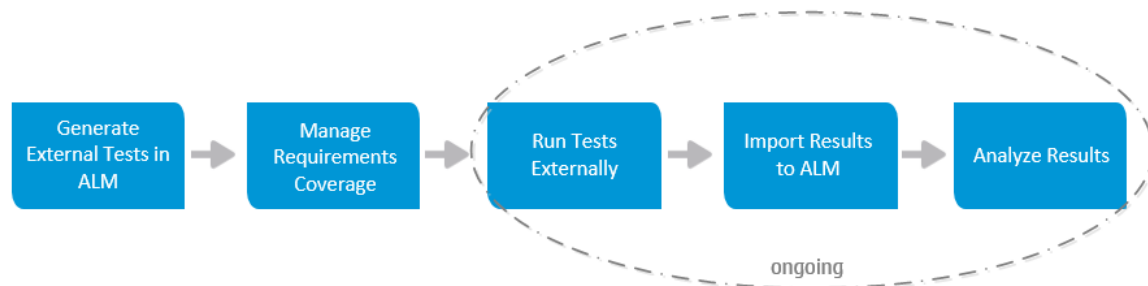 Generate
External Tests in
ALM
Manage
Requirements
Coverage
Run Tests
Externally
Import Results
to ALM
Analyze Results
ongoing